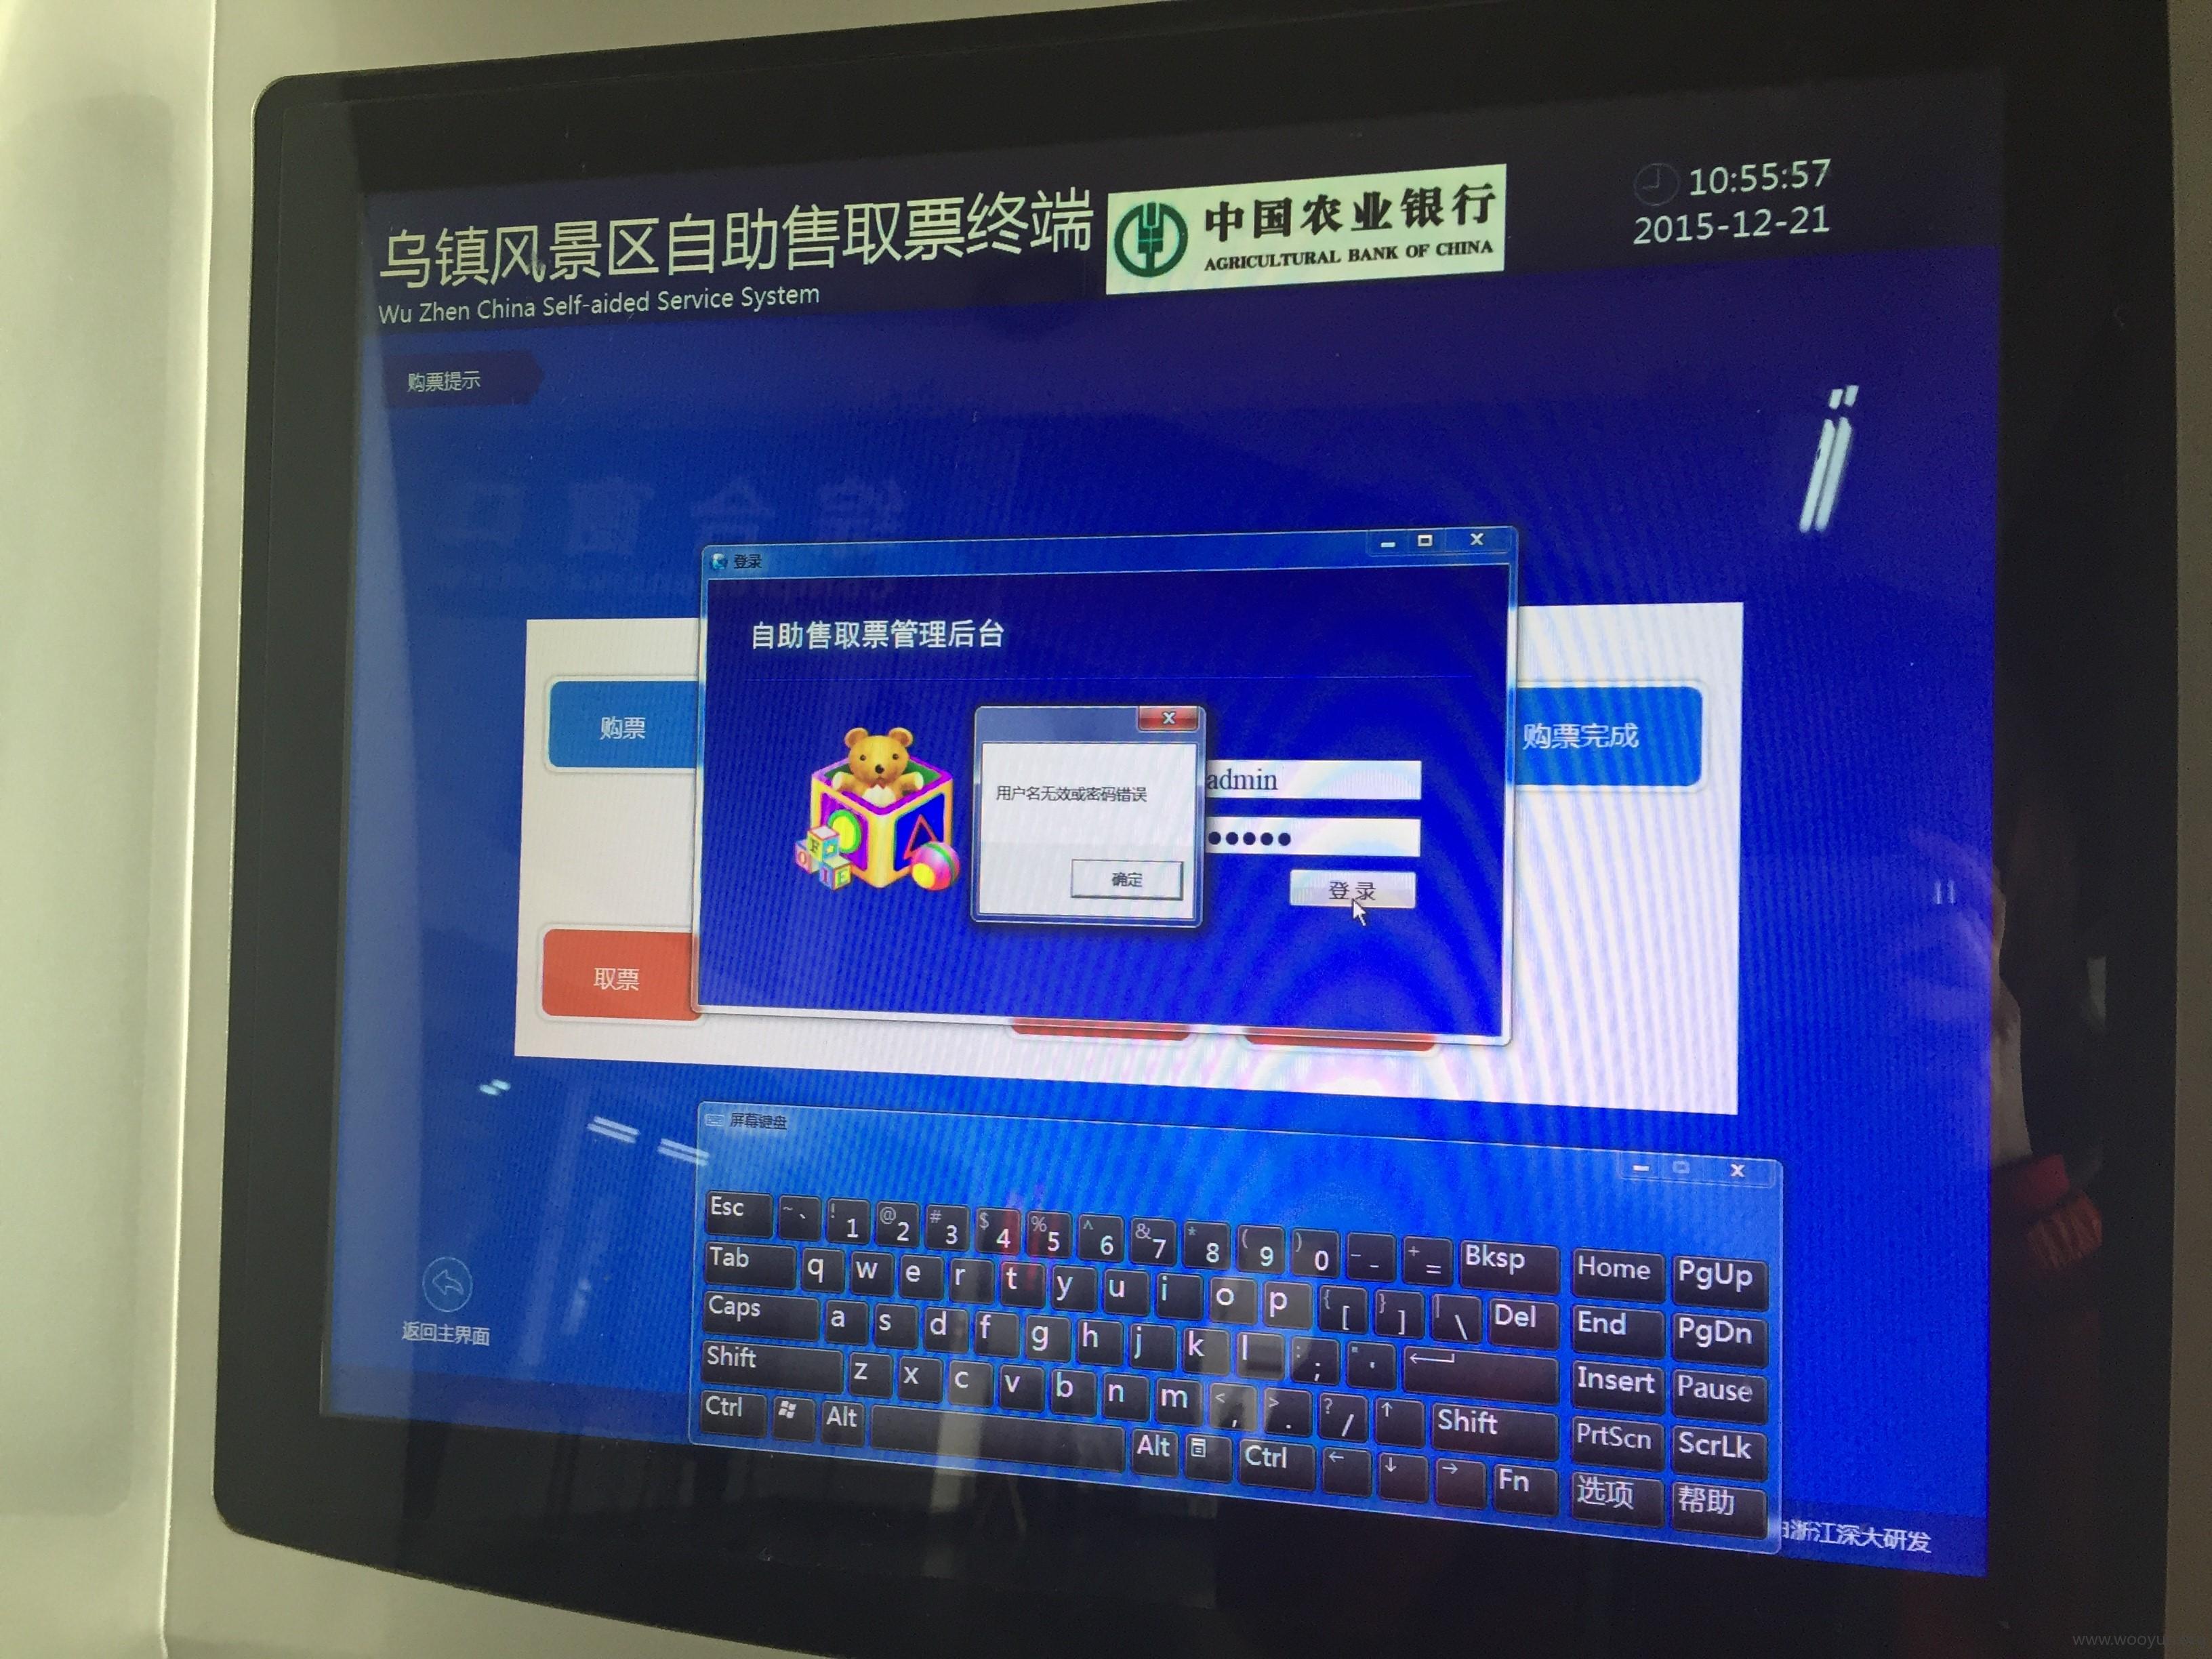 乌镇风景区自助售取票终端
Wu Zhen China Self-aided Service System
中国农业银行
AGRICULTURAL BANK OF CHINA
10:55:57
2015-12-21
购票提示
登录
自助售取票管理后台
购票
购票完成
用户名无效或密码错误
admin
确定
登录
取票
屏幕键盘
Esc ~ ` ! 1 @ 2 # 3 $ 4 % 5 ^ 6 & 7 * 8 ( 9 ) 0 _ - + = Bksp Home PgUp
Tab q w e r t y u i o p { [ } ] | \ Del End PgDn
Caps a s d f g h j k l : ; " ' Insert Pause
Shift z x c v b n m < , > . ? / ↑ Shift PrtScn ScrLk
Ctrl Alt Alt Ctrl ← ↓ → Fn 选项 帮助
返回主界面
浙江深大研发